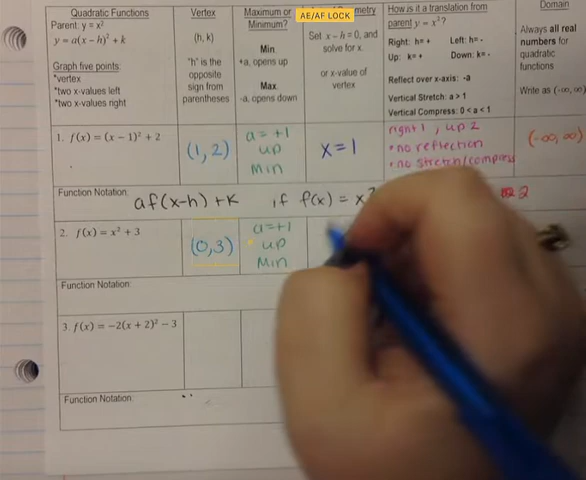 Quadratic Functions
Parent: y = x²
y = a(x − h)² + k
Graph five points:
*vertex
*two x-values left
*two x-values right
Vertex
(h, k)
"h" is the
opposite
sign from
parentheses
Maximum or
Minimum?
Min
+a, opens up
Max
-a, opens down
AE/AF LOCK
Set x − h = 0, and
solve for x.
or x-value of
vertex
How is it a translation from
parent y = x²?
Right: h=+ Left: h=-
Up: k=+ Down: k=-
Reflect over x-axis: -a
Vertical Stretch: a > 1
Vertical Compress: 0 < a < 1
Domain
Always all real
numbers for
quadratic
functions
Write as (-∞, ∞)
1. f(x) = (x − 1)² + 2
(1, 2)
a = +1
up
Min
x = 1
right 1, up 2
• no reflection
• no stretch/compress
(-∞, ∞)
Function Notation:
af(x-h) + k if f(x) = x²
2
2. f(x) = x² + 3
(0,3)
a = +1
up
Min
Function Notation:
3. f(x) = −2(x + 2)² − 3
Function Notation: